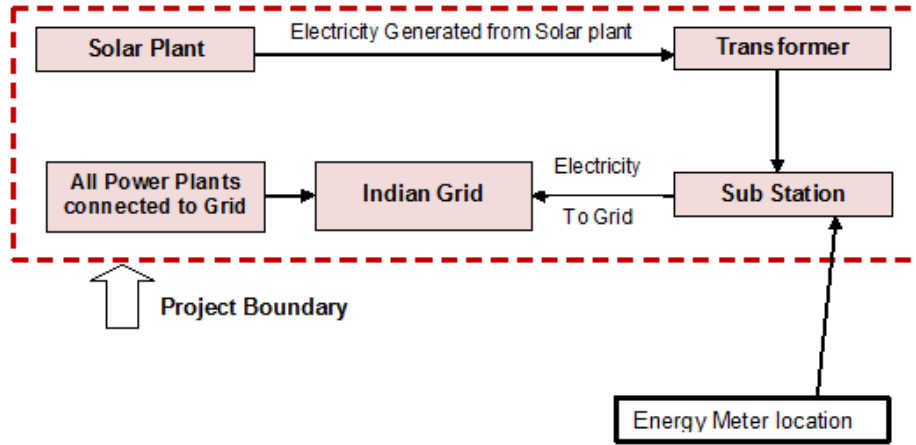 Solar Plant
Electricity Generated from Solar plant
Transformer
All Power Plants
connected to Grid
Indian Grid
Electricity
To Grid
Sub Station
Project Boundary
Energy Meter location